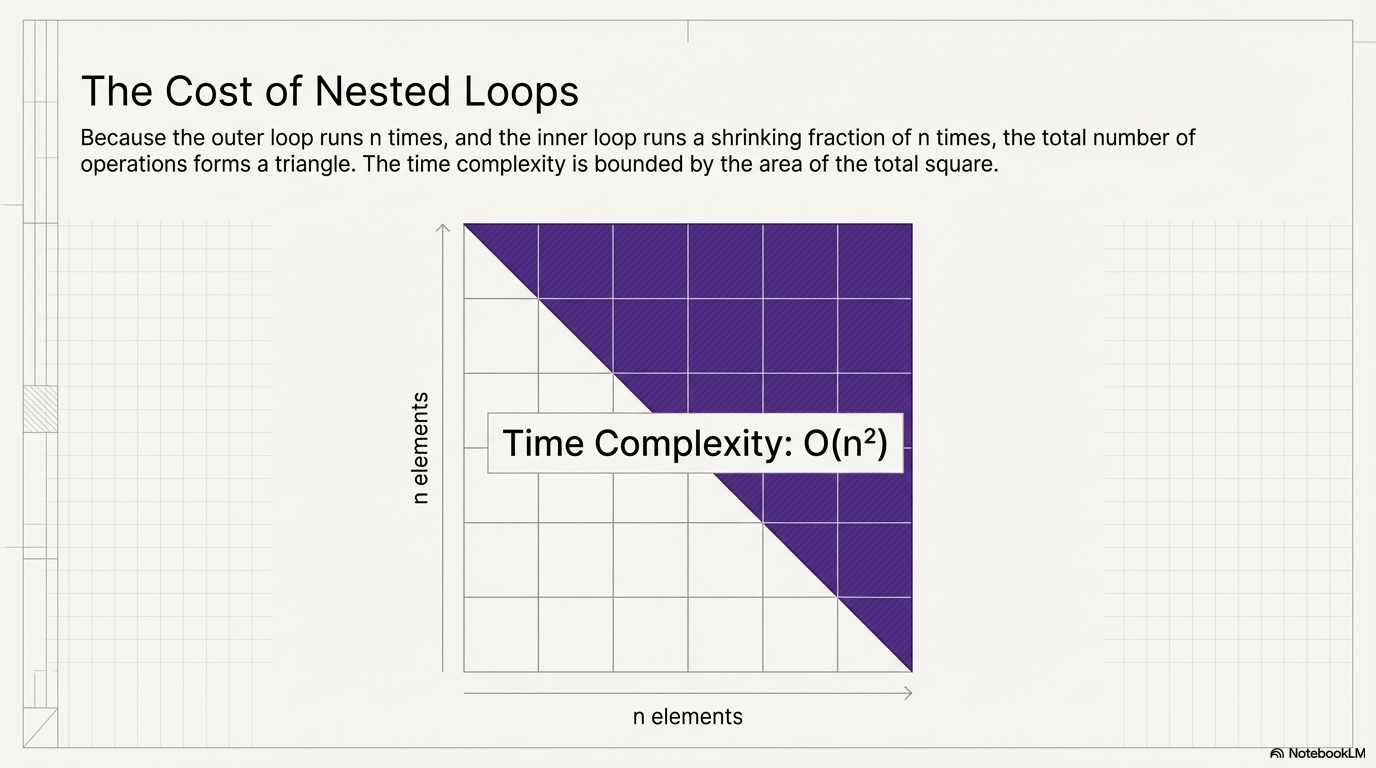 The Cost of Nested Loops
Because the outer loop runs n times, and the inner loop runs a shrinking fraction of n times, the total number of
operations forms a triangle. The time complexity is bounded by the area of the total square.
n elements
Time Complexity: O(n²)
n elements
NotebookLM